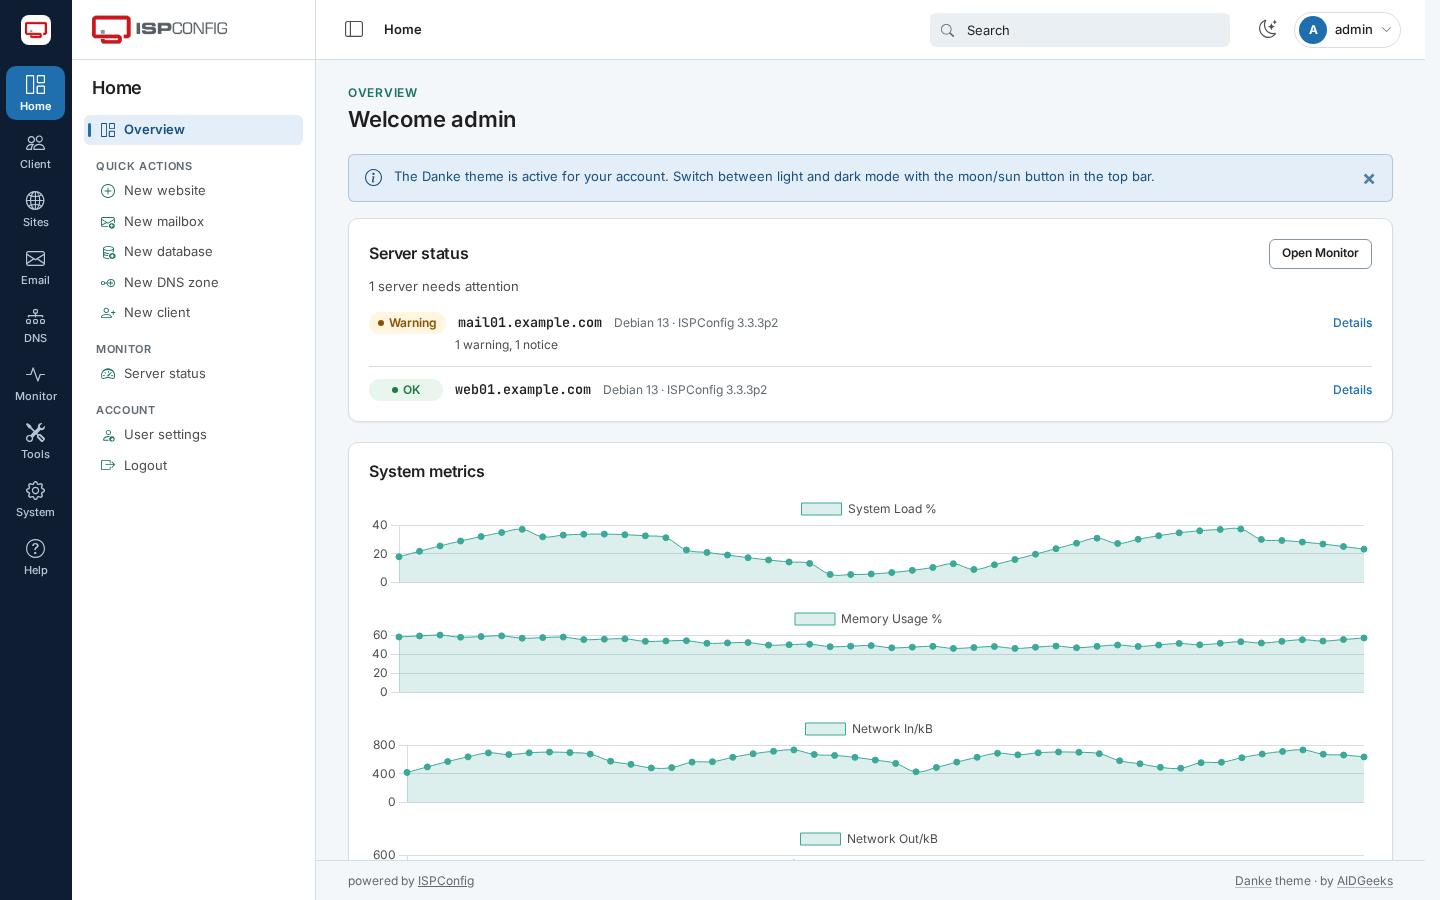 Home
Client
Sites
Email
DNS
Monitor
Tools
System
Help
ISPCONFIG
Home
Overview
QUICK ACTIONS
New website
New mailbox
New database
New DNS zone
New client
MONITOR
Server status
ACCOUNT
User settings
Logout
Home
Search
A admin
OVERVIEW
Welcome admin
The Danke theme is active for your account. Switch between light and dark mode with the moon/sun button in the top bar.
Server status
Open Monitor
1 server needs attention
Warning mail01.example.com Debian 13 · ISPConfig 3.3.3p2 Details
1 warning, 1 notice
OK web01.example.com Debian 13 · ISPConfig 3.3.3p2 Details
System metrics
System Load %
40
20
0
Memory Usage %
60
40
20
0
Network In/kB
800
400
0
Network Out/kB
600
powered by ISPConfig
Danke theme · by AIDGeeks